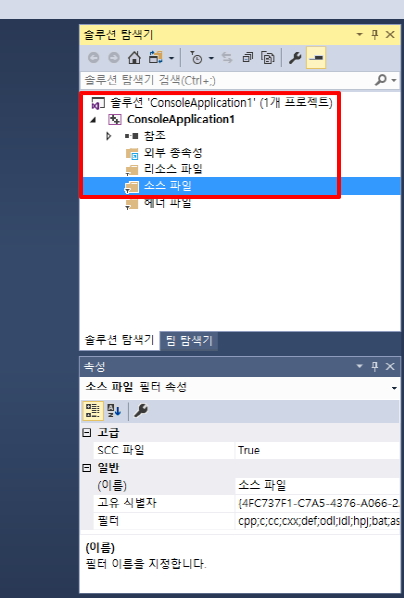 솔루션 탐색기
솔루션 탐색기 검색(Ctrl+;)
솔루션 'ConsoleApplication1' (1개 프로젝트)
ConsoleApplication1
참조
외부 종속성
리소스 파일
소스 파일
헤더 파일
솔루션 탐색기 팀 탐색기
속성
소스 파일 필터 속성
고급
SCC 파일 True
일반
(이름) 소스 파일
고유 식별자 {4FC737F1-C7A5-4376-A066-2
필터 cpp;c;cc;cxx;def;odl;idl;hpj;bat;as
(이름)
필터 이름을 지정합니다.